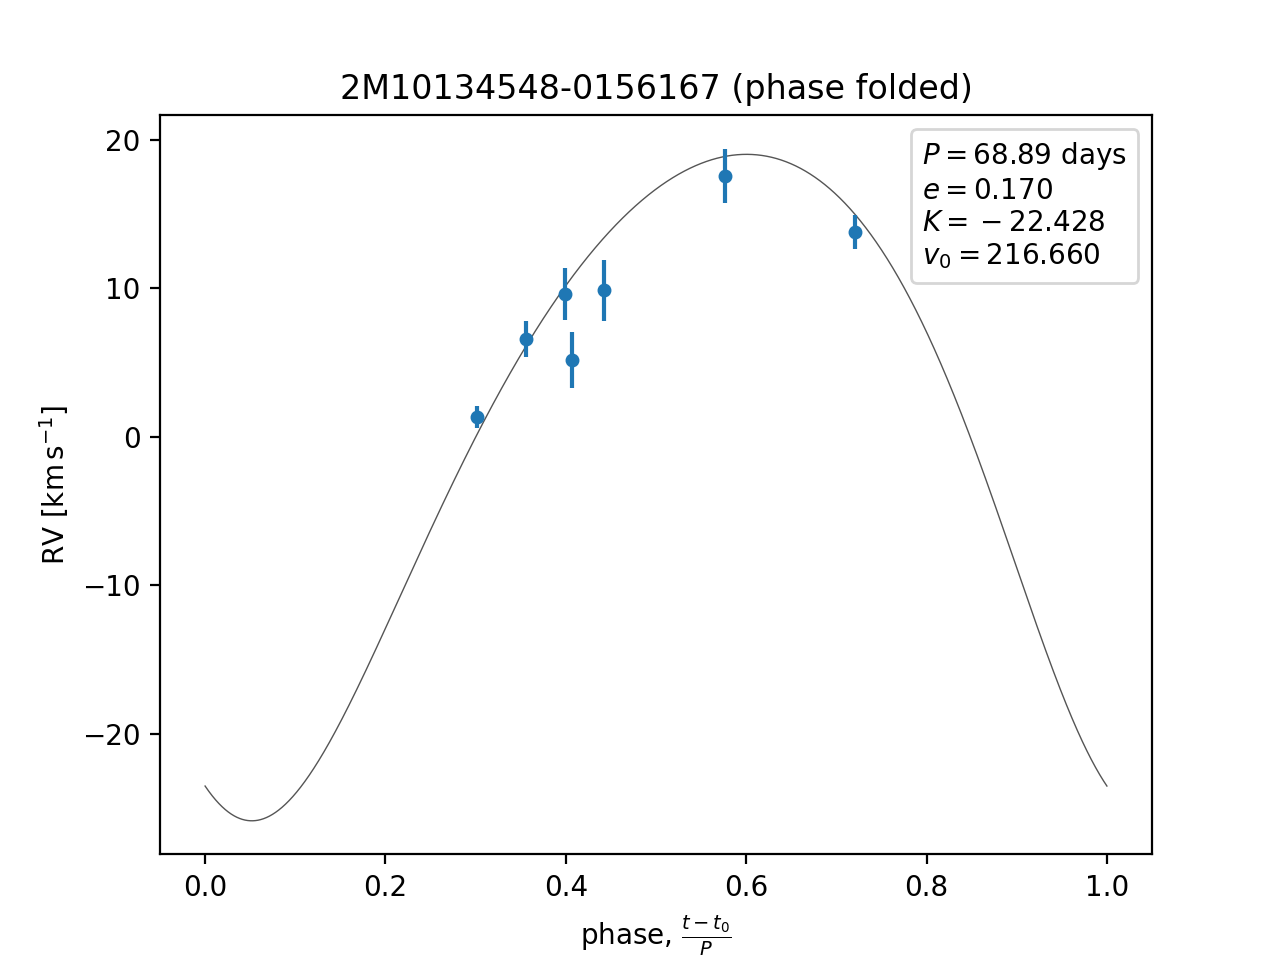 2M10134548-0156167 (phase folded)
P = 68.89 days
e = 0.170
K = −22.428
v₀ = 216.660
20
10
0
−10
−20
RV [km s⁻¹]
0.0 0.2 0.4 0.6 0.8 1.0
phase, (t − t₀)/P